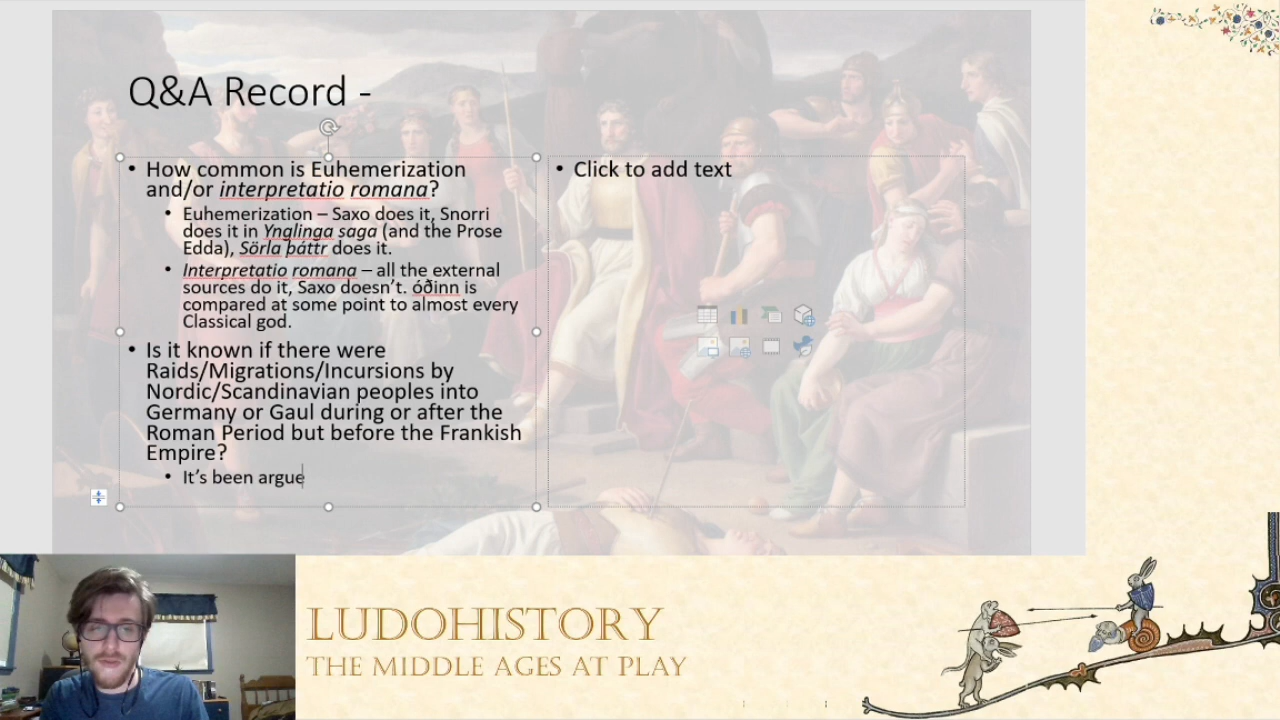 Q&A Record -
• How common is Euhemerization
and/or interpretatio romana?
• Euhemerization – Saxo does it, Snorri
does it in Ynglinga saga (and the Prose
Edda), Sörla þáttr does it.
• Interpretatio romana – all the external
sources do it, Saxo doesn't. óðinn is
compared at some point to almost every
Classical god.
• Is it known if there were
Raids/Migrations/Incursions by
Nordic/Scandinavian peoples into
Germany or Gaul during or after the
Roman Period but before the Frankish
Empire?
• It's been argue
• Click to add text
LUDOHISTORY
THE MIDDLE AGES AT PLAY